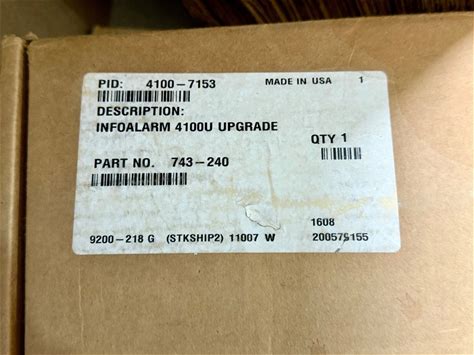 PID: 4100-7153 MADE IN USA 1
DESCRIPTION:
INFOALARM 4100U UPGRADE
QTY 1
PART NO. 743-240
1608
9200-218 G (STKSHIP2) 11007 W 200575155